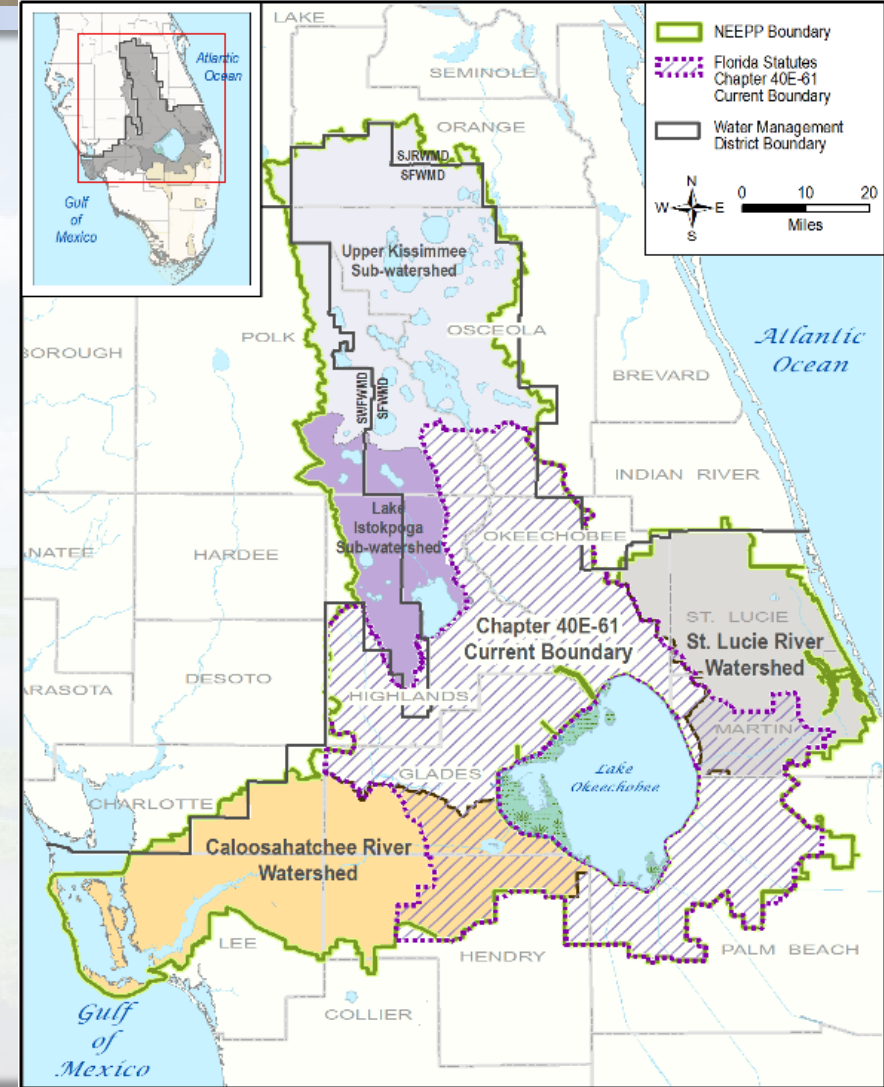 Atlantic
Ocean
Gulf
of
Mexico
NEEPP Boundary
Florida Statutes
Chapter 40E-61
Current Boundary
Water Management
District Boundary
N
W
E
S
0
10
20
Miles
LAKE
SEMINOLE
ORANGE
SJRWMD
SFWMD
Upper Kissimmee
Sub-watershed
POLK
OSCEOLA
BOROUGH
Atlantic
Ocean
BREVARD
SWFWMD
SFWMD
INDIAN RIVER
Lake
Istokpoga
Sub-watershed
OKEECHOBEE
NATEE
HARDEE
ST. LUCIE
St. Lucie River
Watershed
Chapter 40E-61
Current Boundary
DESOTO
ARASOTA
HIGHLANDS
MARTIN
GLADES
Lake
Okeechobee
CHARLOTTE
Caloosahatchee River
Watershed
LEE
HENDRY
PALM BEACH
COLLIER
Gulf
of
Mexico